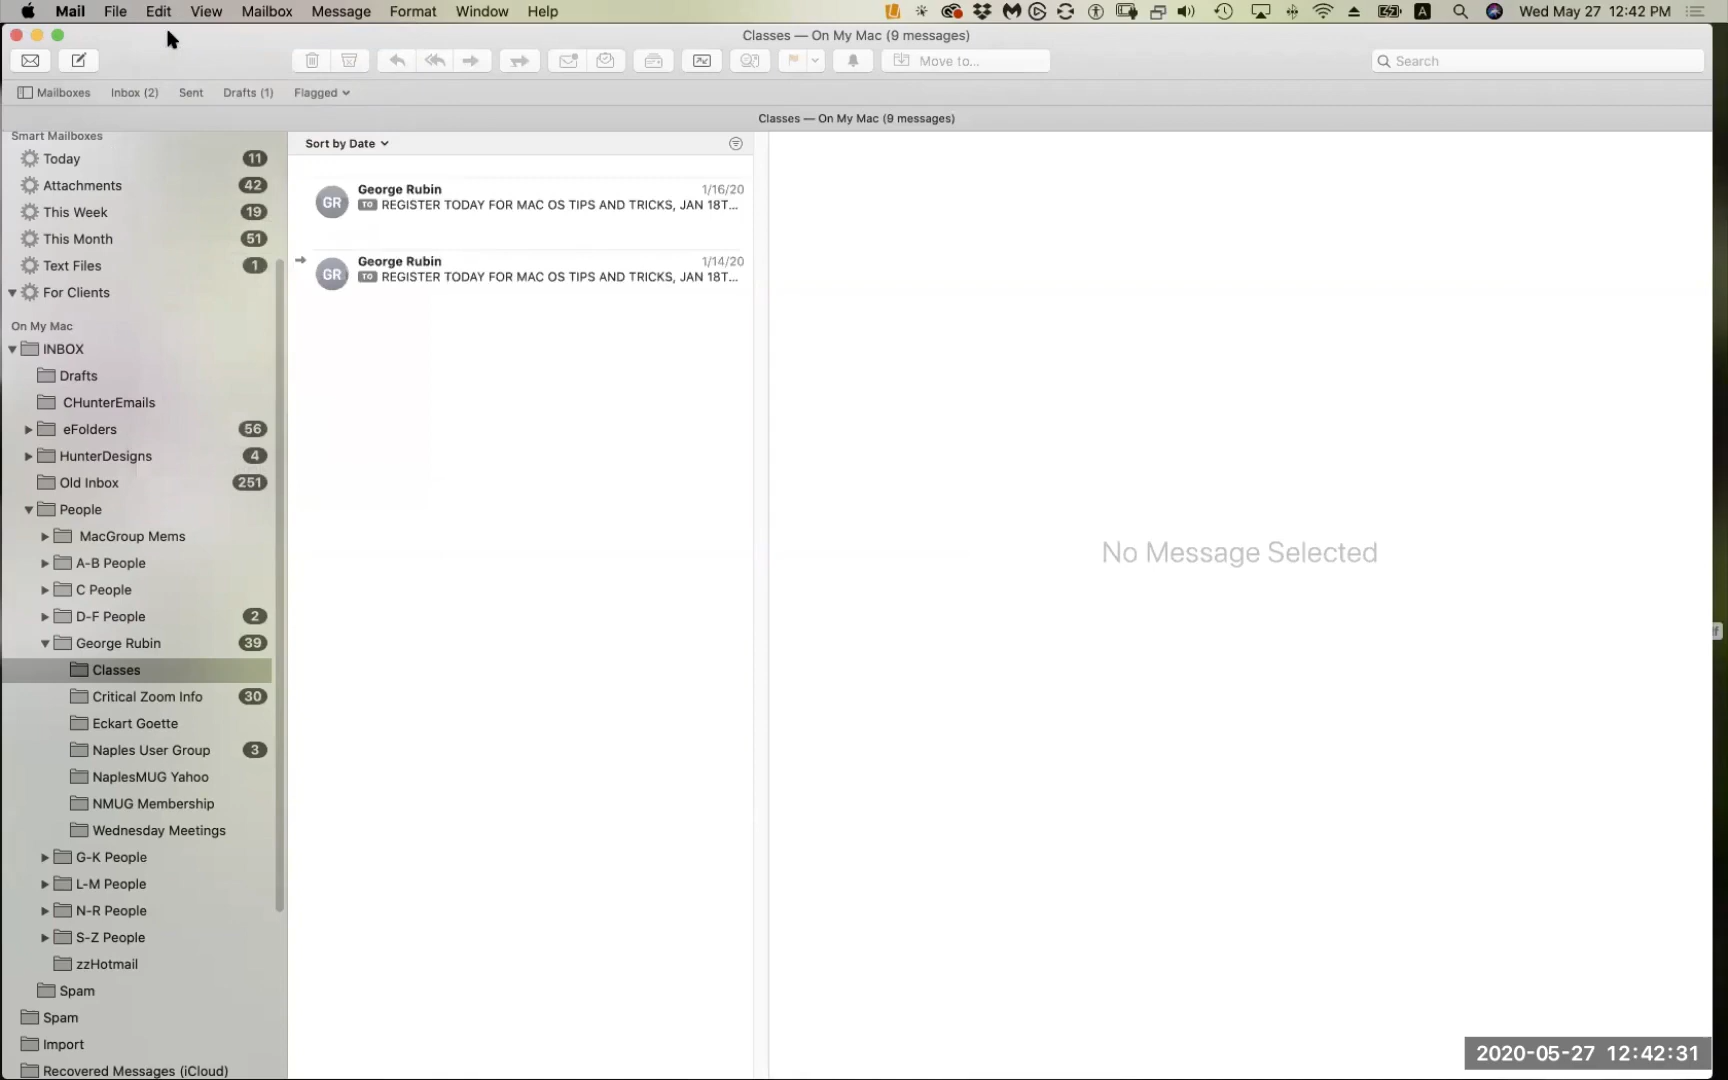 Mail File Edit View Mailbox Message Format Window Help Wed May 27 12:42 PM
Classes — On My Mac (9 messages)
Move to... Search
Mailboxes Inbox (2) Sent Drafts (1) Flagged
Classes — On My Mac (9 messages)
Smart Mailboxes
Today 11
Attachments 42
This Week 19
This Month 51
Text Files 1
For Clients
On My Mac
INBOX
Drafts
CHunterEmails
eFolders 56
HunterDesigns 4
Old Inbox 251
People
MacGroup Mems
A-B People
C People
D-F People 2
George Rubin 39
Classes
Critical Zoom Info 30
Eckart Goette
Naples User Group 3
NaplesMUG Yahoo
NMUG Membership
Wednesday Meetings
G-K People
L-M People
N-R People
S-Z People
zzHotmail
Spam
Spam
Import
Recovered Messages (iCloud)
Sort by Date
GR George Rubin 1/16/20
TO REGISTER TODAY FOR MAC OS TIPS AND TRICKS, JAN 18T...
GR George Rubin 1/14/20
TO REGISTER TODAY FOR MAC OS TIPS AND TRICKS, JAN 18T...
No Message Selected
2020-05-27 12:42:31